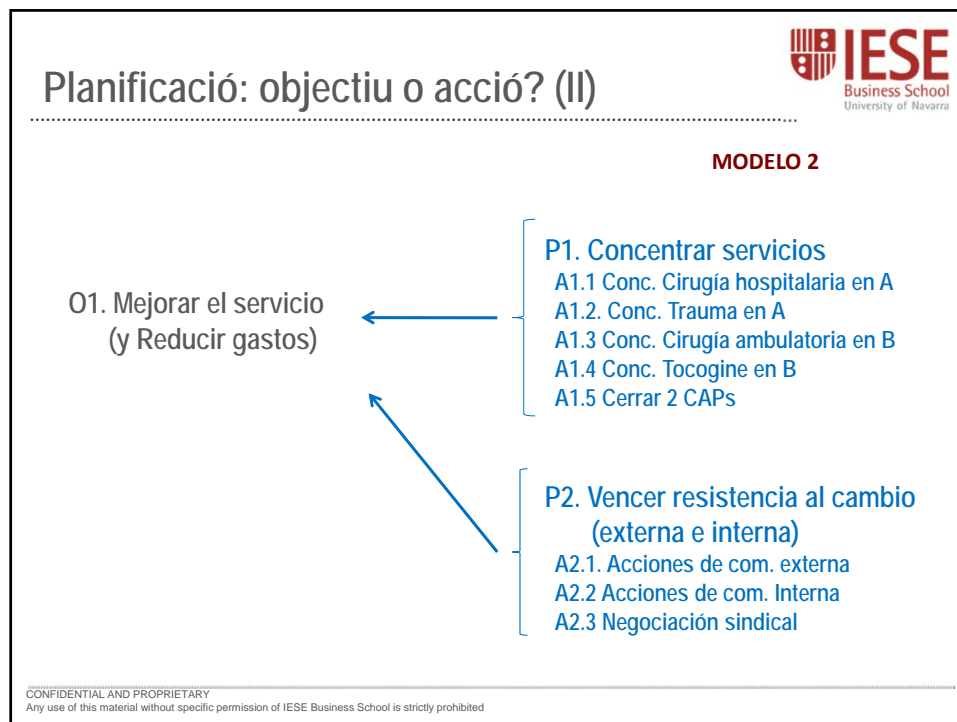 Planificació: objectiu o acció? (II)
IESE
Business School
University of Navarra
MODELO 2
O1. Mejorar el servicio
(y Reducir gastos)
P1. Concentrar servicios
A1.1 Conc. Cirugía hospitalaria en A
A1.2. Conc. Trauma en A
A1.3 Conc. Cirugía ambulatoria en B
A1.4 Conc. Tocogine en B
A1.5 Cerrar 2 CAPs
P2. Vencer resistencia al cambio
(externa e interna)
A2.1. Acciones de com. externa
A2.2 Acciones de com. Interna
A2.3 Negociación sindical
CONFIDENTIAL AND PROPRIETARY
Any use of this material without specific permission of IESE Business School is strictly prohibited